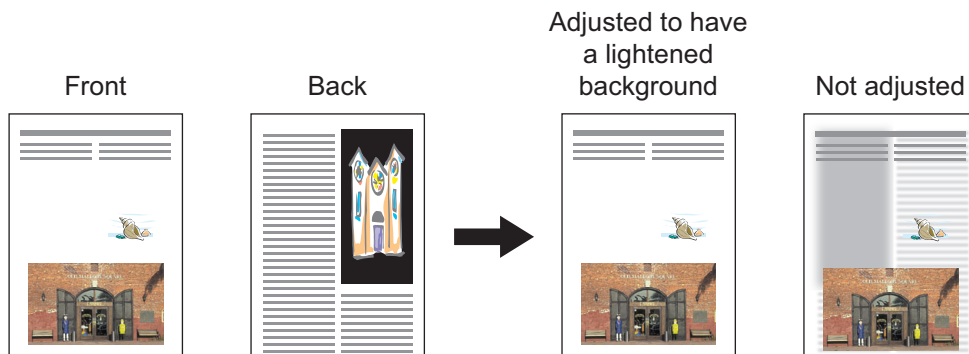 Front
Back
Adjusted to have
a lightened
background
Not adjusted